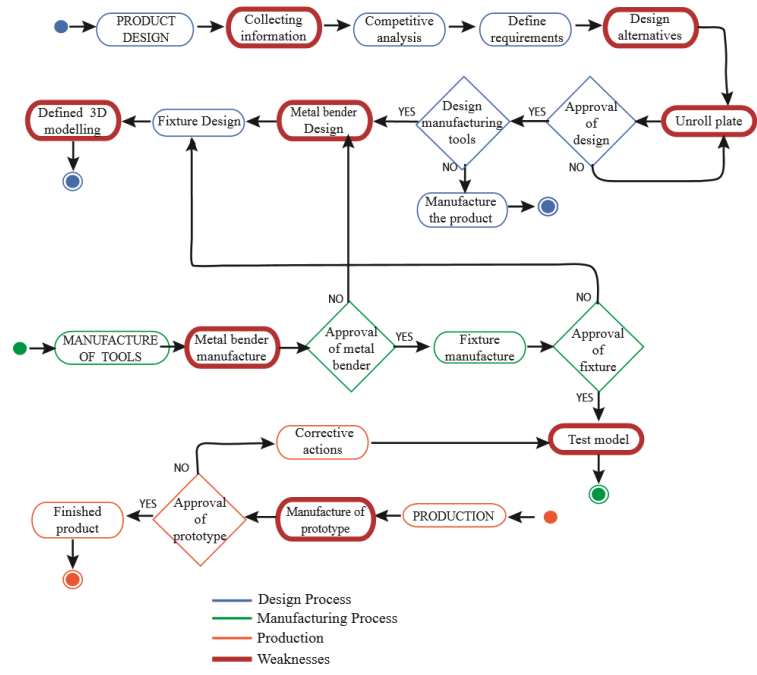 PRODUCT
DESIGN
Collecting
information
Competitive
analysis
Define
requirements
Design
alternatives
Defined 3D
modelling
Fixture Design
Metal bender
Design
YES
Design
manufacturing
tools
YES
Approval
of
design
Unroll plate
NO
NO
Manufacture
the product
NO
NO
MANUFACTURE
OF TOOLS
Metal bender
manufacture
Approval
of metal
bender
YES
Fixture
manufacture
Approval
of
fixture
YES
Corrective
actions
Test model
NO
Finished
product
YES
Approval
of
prototype
Manufacture of
prototype
PRODUCTION
Design Process
Manufacturing Process
Production
Weaknesses